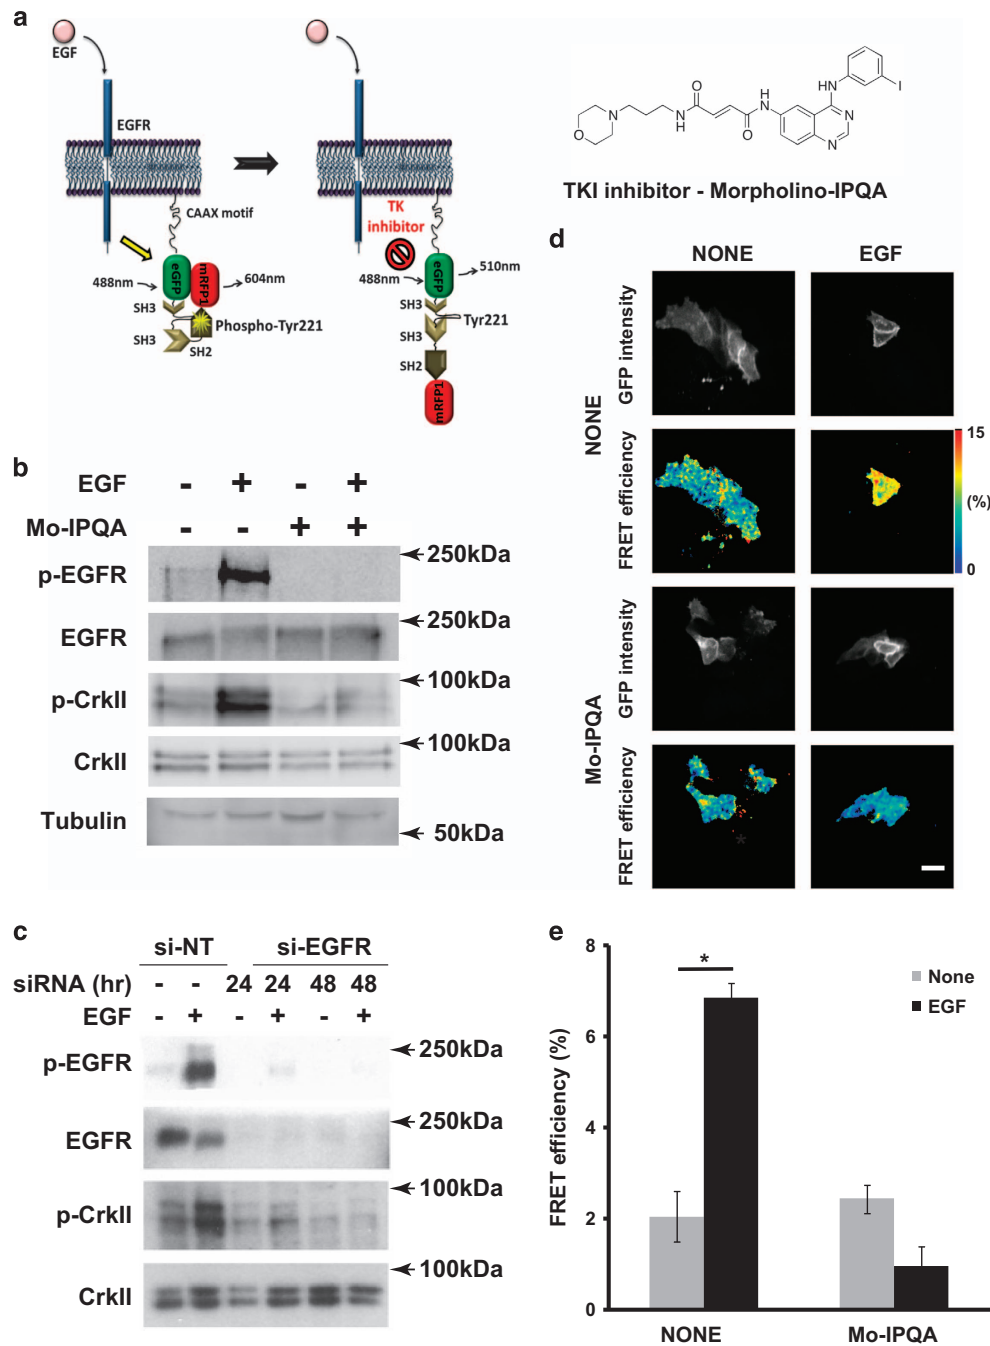 a
EGF
EGFR
CAAX motif
488nm
eGFP
mRFP1
604nm
SH3
Phospho-Tyr221
SH3
SH2
TK
inhibitor
488nm
eGFP
510nm
SH3
Tyr221
SH3
SH2
mRFP1
O
N
N
H
O
O
H
N
HN
I
N
N
TKI inhibitor - Morpholino-IPQA
b
EGF - + - +
Mo-IPQA - - + +
p-EGFR
250kDa
EGFR
250kDa
p-CrkII
100kDa
CrkII
100kDa
Tubulin
50kDa
c
si-NT si-EGFR
siRNA (hr) - - 24 24 48 48
EGF - + - + - +
p-EGFR
250kDa
EGFR
250kDa
p-CrkII
100kDa
CrkII
100kDa
d
NONE EGF
NONE
GFP intensity
FRET efficiency
15
(%)
0
Mo-IPQA
GFP intensity
FRET efficiency
*
e
FRET efficiency (%)
8
6
4
2
0
*
None
EGF
NONE Mo-IPQA